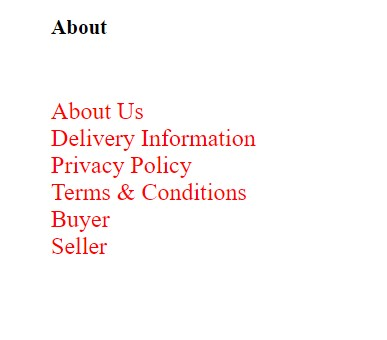 About
About Us
Delivery Information
Privacy Policy
Terms & Conditions
Buyer
Seller